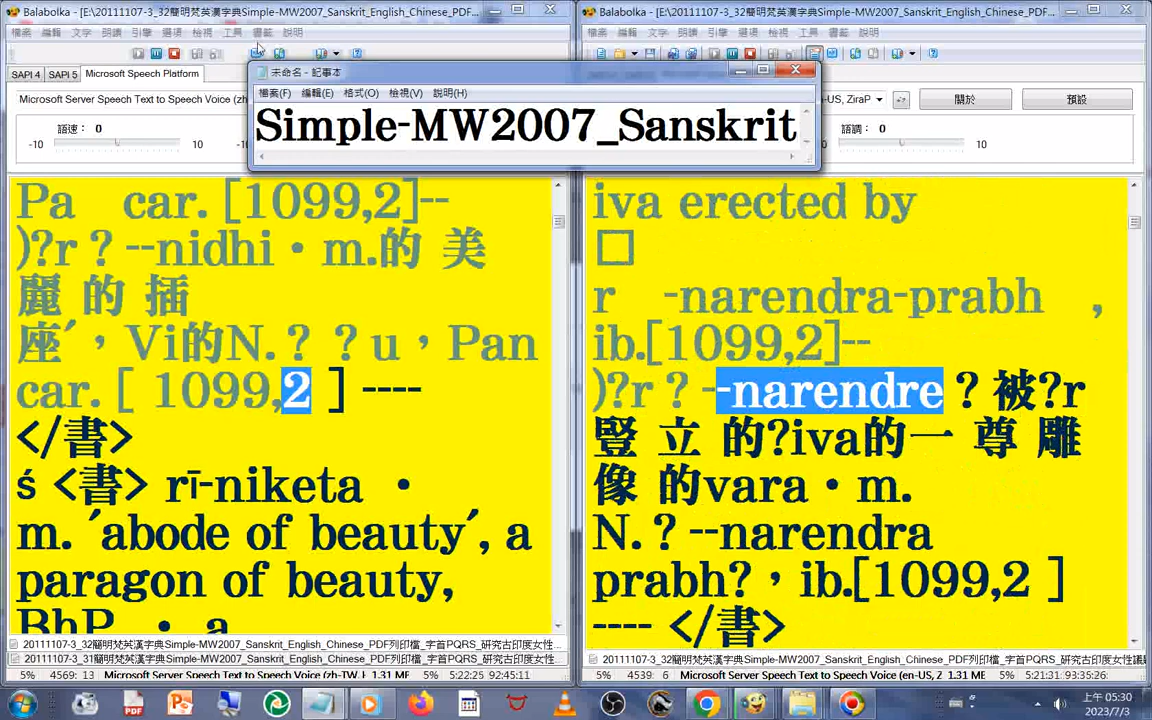 Balabolka - [E:\20111107-3_32簡明梵英漢字典Simple-MW2007_Sanskrit_English_Chinese_PDF...
檔案 編輯 文字 朗讀 引擎 選項 檢視 工具 書籤 說明
SAPI 4 SAPI 5 Microsoft Speech Platform
Microsoft Server Speech Text to Speech Voice (zh
語速： 0
-10 10
Pa car. [1099,2]--
)?r ? --nidhi • m.的 美
麗 的 插
座′，Vi的N.？？u，Pan
car. [ 1099,2 ] ----
</書>
ś <書> rī-niketa •
m. ′abode of beauty′, a
paragon of beauty,
BhP. • a
20111107-3_32簡明梵英漢字典Simple-MW2007_Sanskrit_English_Chinese_PDF列印檔_字首PQRS_研究古印度女性...
20111107-3_31簡明梵英漢字典Simple-MW2007_Sanskrit_English_Chinese_PDF列印檔_字首PQRS_研究古印度女性...
5% 4569: 13 Microsoft Server Speech Text to Speech Voice (zh-TW, 1.31 MB 5% 5:22:25 92:45:11
未命名 - 記事本
檔案(F) 編輯(E) 格式(O) 檢視(V) 說明(H)
Simple-MW2007_Sanskrit
Balabolka - [E:\20111107-3_32簡明梵英漢字典Simple-MW2007_Sanskrit_English_Chinese_PDF...
檔案 編輯 文字 朗讀 引擎 選項 檢視 工具 書籤 說明
-US, ZiraP 關於 預設
語調： 0
10
iva erected by
□
r -narendra-prabh ,
ib.[1099,2]--
)?r ? --narendre ? 被?r
豎 立 的?iva的一 尊 雕
像 的vara • m.
N.？--narendra
prabh?，ib.[1099,2 ]
---- </書>
20111107-3_32簡明梵英漢字典Simple-MW2007_Sanskrit_English_Chinese_PDF列印檔_字首PQRS_研究古印度女性議
5% 4539: 6 Microsoft Server Speech Text to Speech Voice (en-US, Z 1.31 ME 5% 5:21:31 93:35:26
上午 05:30
2023/7/3